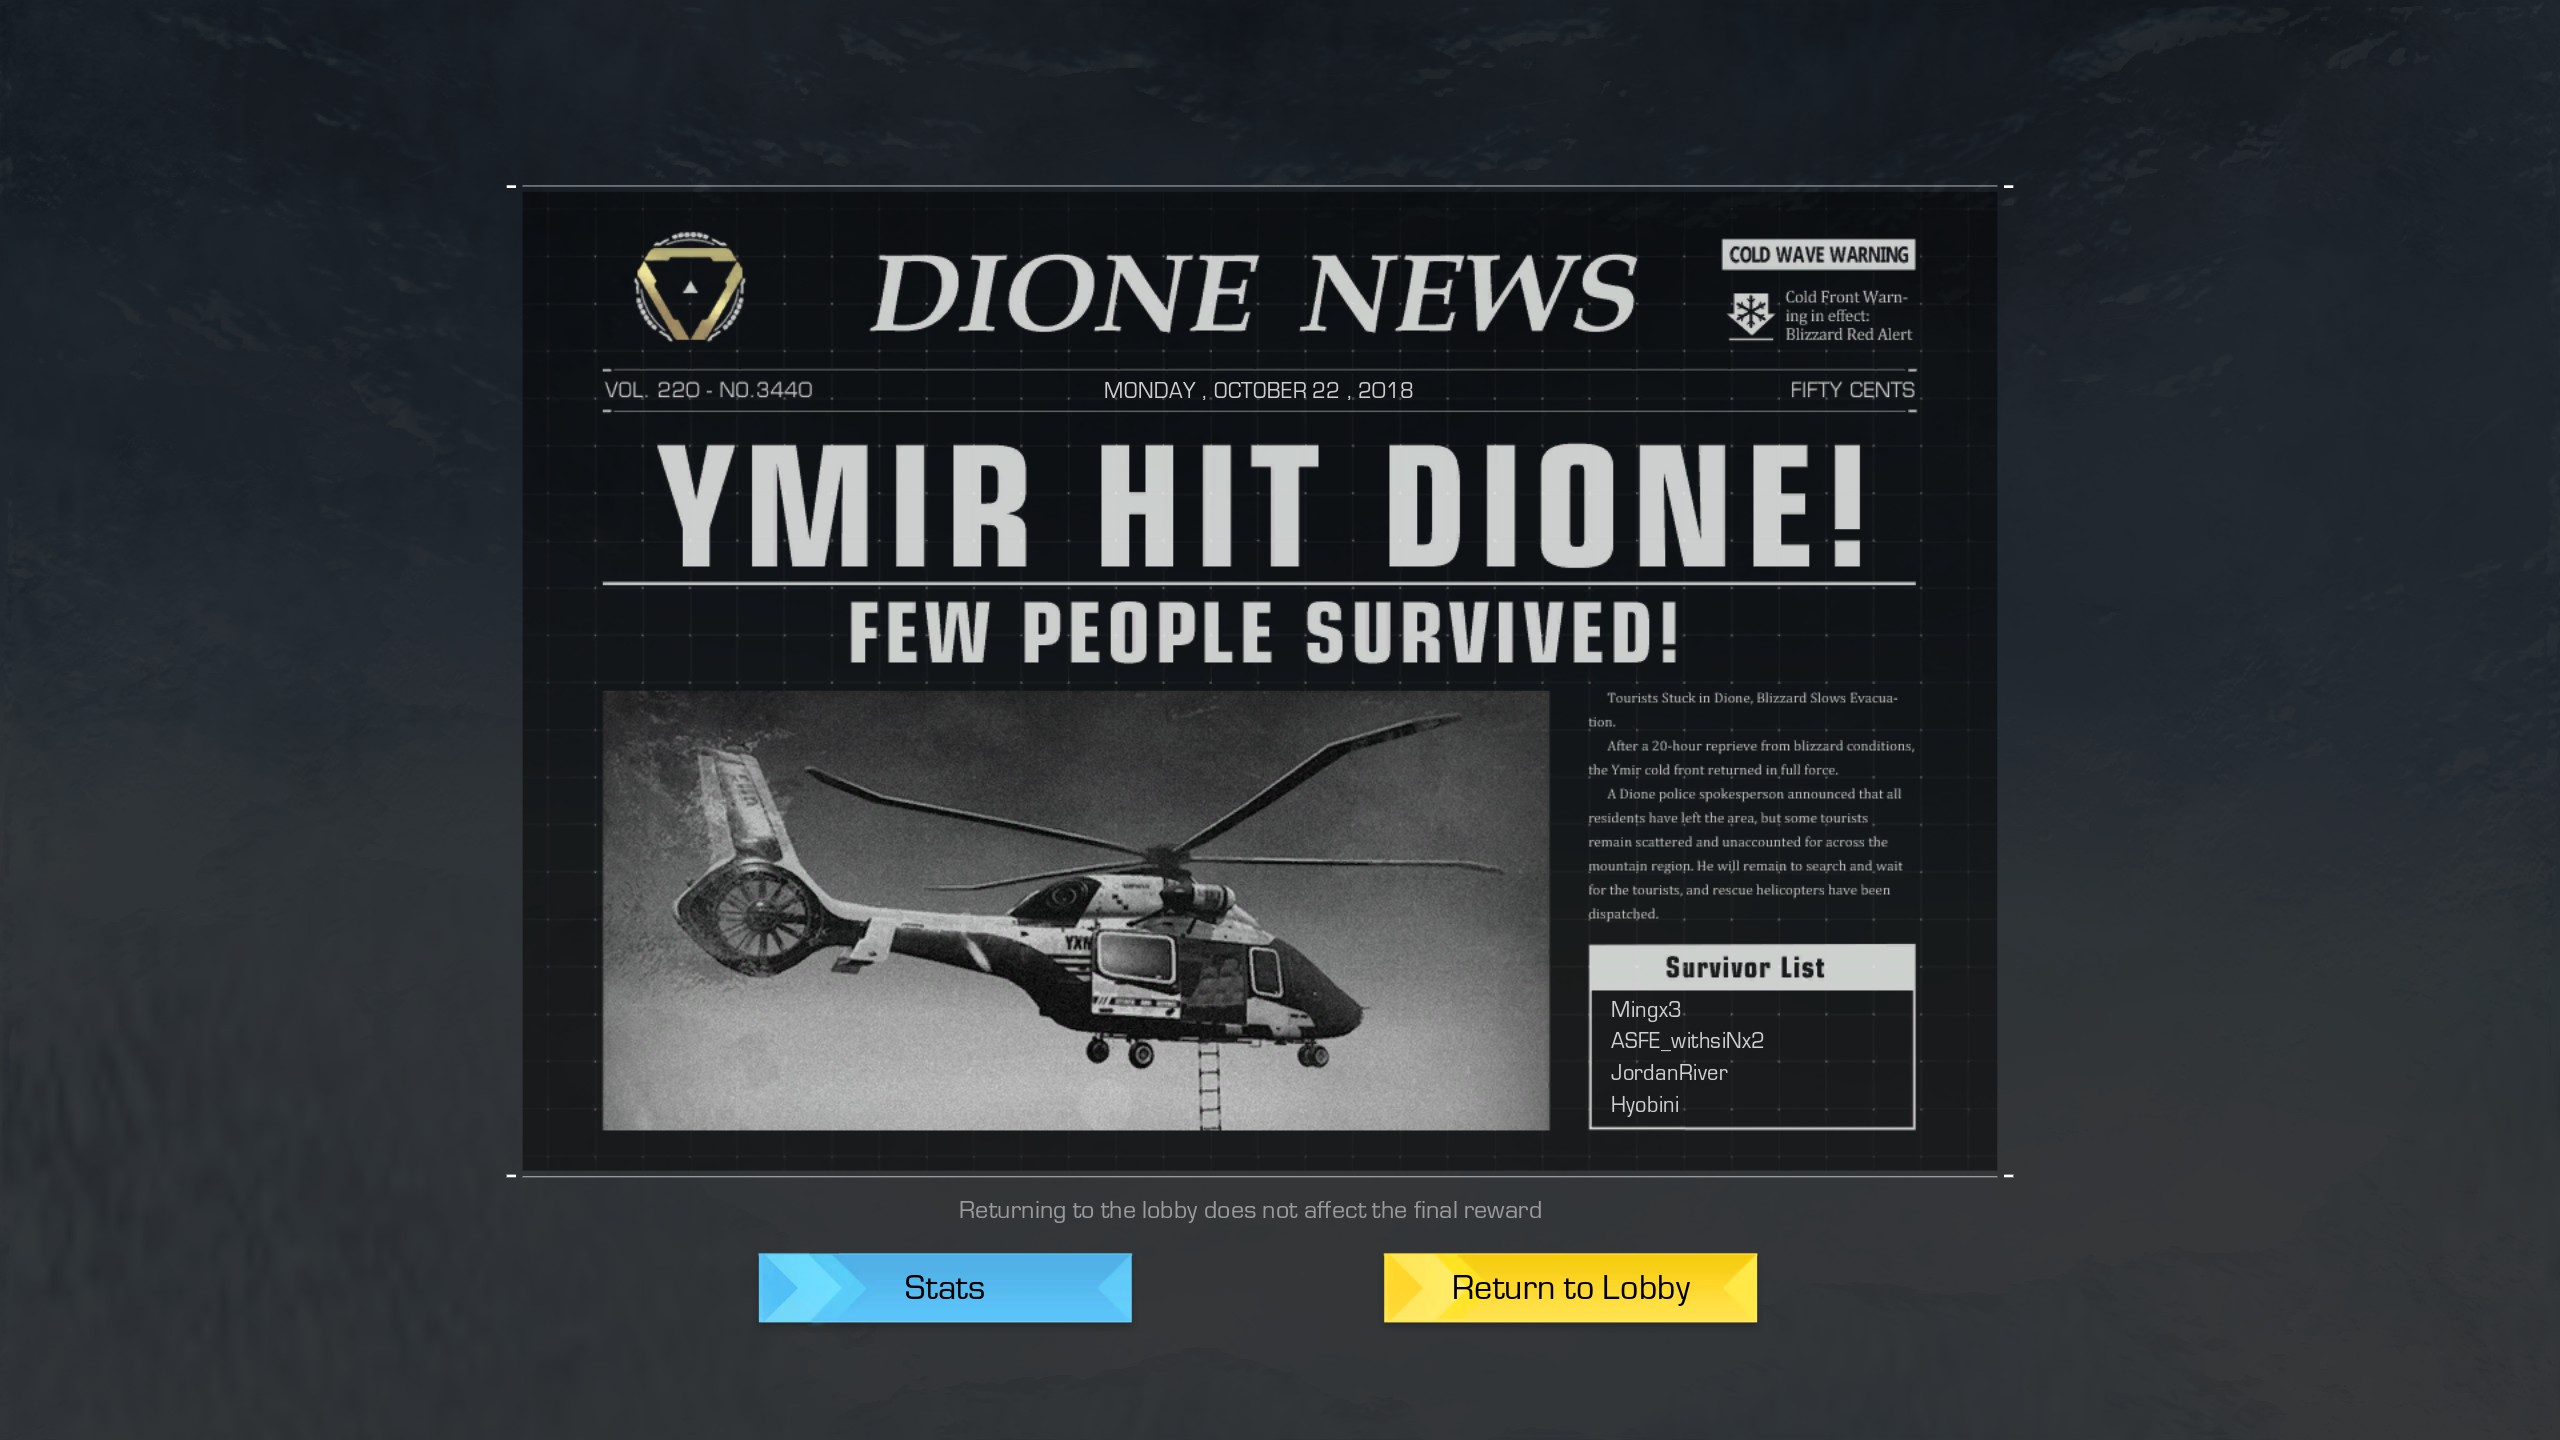 DIONE NEWS
COLD WAVE WARNING
Cold Front Warn-
ing in effect:
Blizzard Red Alert
VOL. 220 - NO.3440
MONDAY , OCTOBER 22 , 2018
FIFTY CENTS
YMIR HIT DIONE!
FEW PEOPLE SURVIVED!
Tourists Stuck in Dione, Blizzard Slows Evacua-
tion.
After a 20-hour reprieve from blizzard conditions,
the Ymir cold front returned in full force.
A Dione police spokesperson announced that all
residents have left the area, but some tourists
remain scattered and unaccounted for across the
mountain region. He will remain to search and wait
for the tourists, and rescue helicopters have been
dispatched.
Survivor List
Mingx3
ASFE_withsiNx2
JordanRiver
Hyobini
Returning to the lobby does not affect the final reward
Stats
Return to Lobby